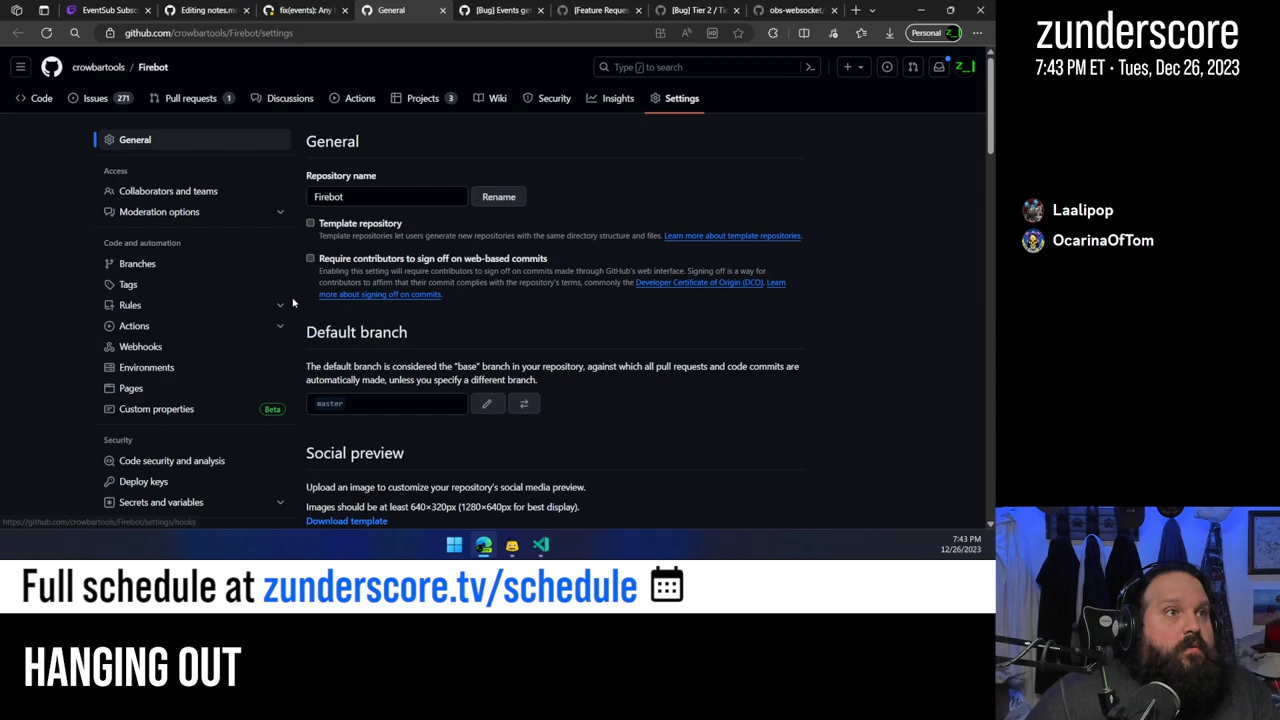 EventSub Subsc
Editing notes.m
fix(events): Any
General
[Bug] Events ge
[Feature Reque
[Bug] Tier 2 / Tie
obs-websocket/
github.com/crowbartools/Firebot/settings
Personal
crowbartools / Firebot
Type / to search
Code
Issues 271
Pull requests 1
Discussions
Actions
Projects 3
Wiki
Security
Insights
Settings
General
Access
Collaborators and teams
Moderation options
Code and automation
Branches
Tags
Rules
Actions
Webhooks
Environments
Pages
Custom properties Beta
Security
Code security and analysis
Deploy keys
Secrets and variables
https://github.com/crowbartools/Firebot/settings/hooks
General
Repository name
Firebot
Rename
Template repository
Template repositories let users generate new repositories with the same directory structure and files. Learn more about template repositories.
Require contributors to sign off on web-based commits
Enabling this setting will require contributors to sign off on commits made through GitHub's web interface. Signing off is a way for
contributors to affirm that their commit complies with the repository's terms, commonly the Developer Certificate of Origin (DCO). Learn
more about signing off on commits.
Default branch
The default branch is considered the "base" branch in your repository, against which all pull requests and code commits are
automatically made, unless you specify a different branch.
master
Social preview
Upload an image to customize your repository's social media preview.
Images should be at least 640×320px (1280×640px for best display).
Download template
7:43 PM
12/26/2023
zunderscore
7:43 PM ET · Tues, Dec 26, 2023
Laalipop
OcarinaOfTom
Full schedule at zunderscore.tv/schedule
HANGING OUT